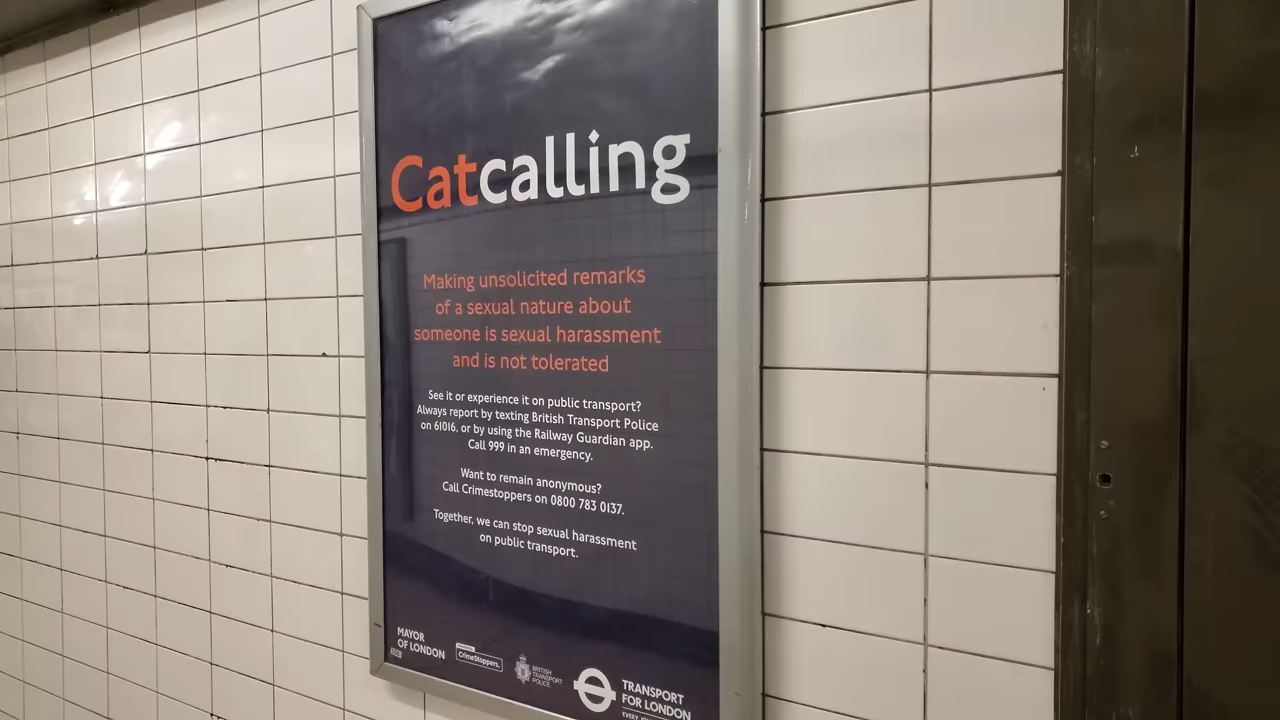 Catcalling
Making unsolicited remarks
of a sexual nature about
someone is sexual harassment
and is not tolerated
See it or experience it on public transport?
Always report by texting British Transport Police
on 61016, or by using the Railway Guardian app.
Call 999 in an emergency.
Want to remain anonymous?
Call Crimestoppers on 0800 783 0137.
Together, we can stop sexual harassment
on public transport.
MAYOR
OF LONDON
CrimeStoppers.
BRITISH
TRANSPORT
POLICE
TRANSPORT
FOR LONDON
EVERY